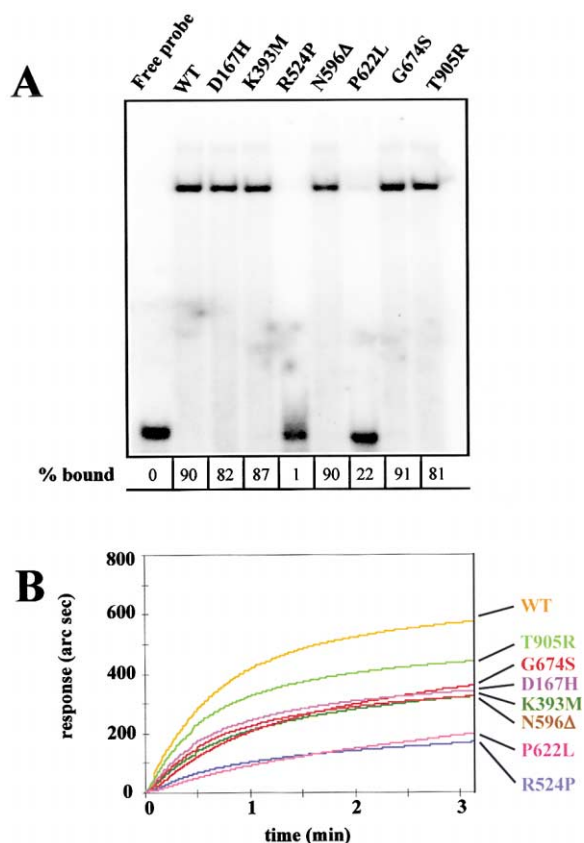 A
Free probe WT D167H K393M R524P N596Δ P622L G674S T905R
% bound 0 90 82 87 1 90 22 91 81
B
800
600
400
200
0
response (arc sec)
0 1 2 3
time (min)
WT
T905R
G674S
D167H
K393M
N596Δ
P622L
R524P